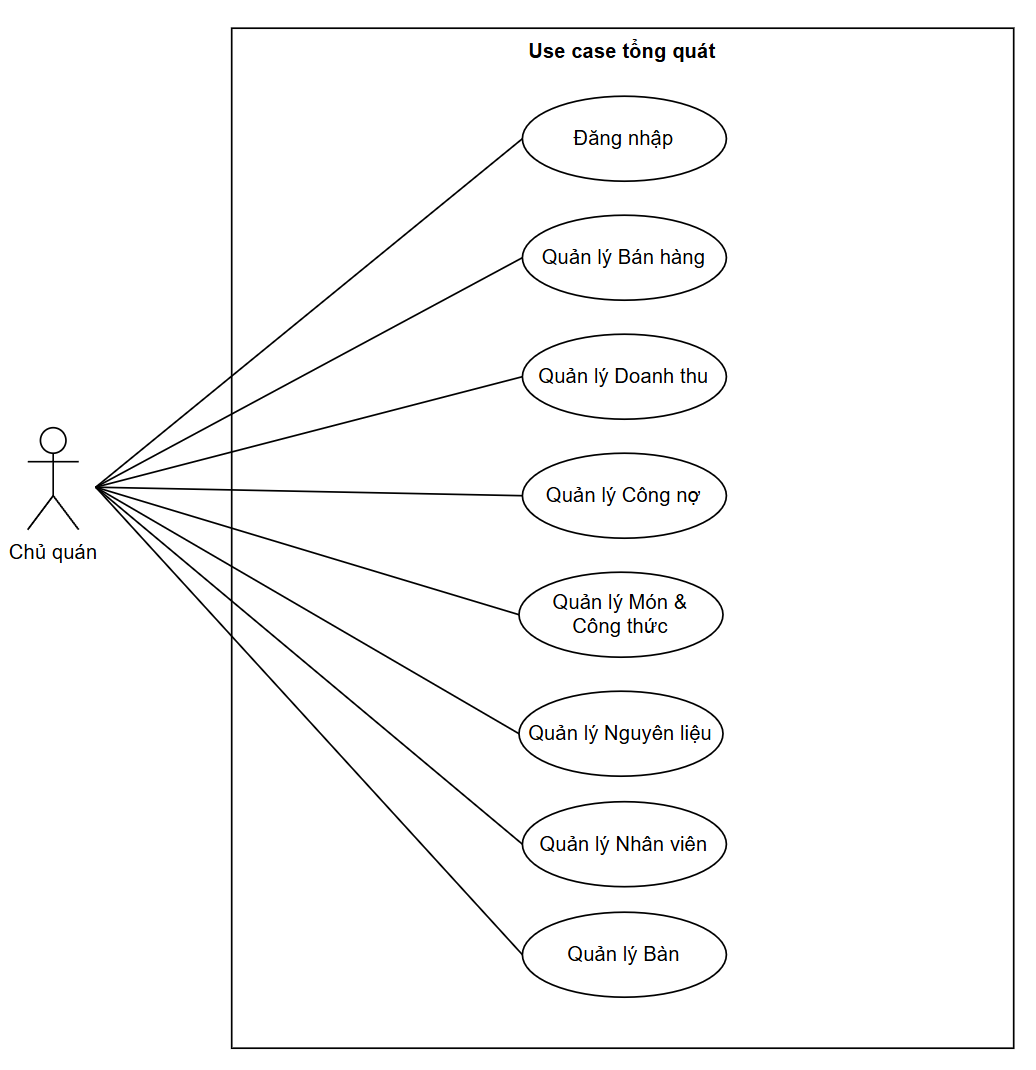 Use case tổng quát
Đăng nhập
Quản lý Bán hàng
Quản lý Doanh thu
Quản lý Công nợ
Quản lý Món &
Công thức
Quản lý Nguyên liệu
Quản lý Nhân viên
Quản lý Bàn
Chủ quán